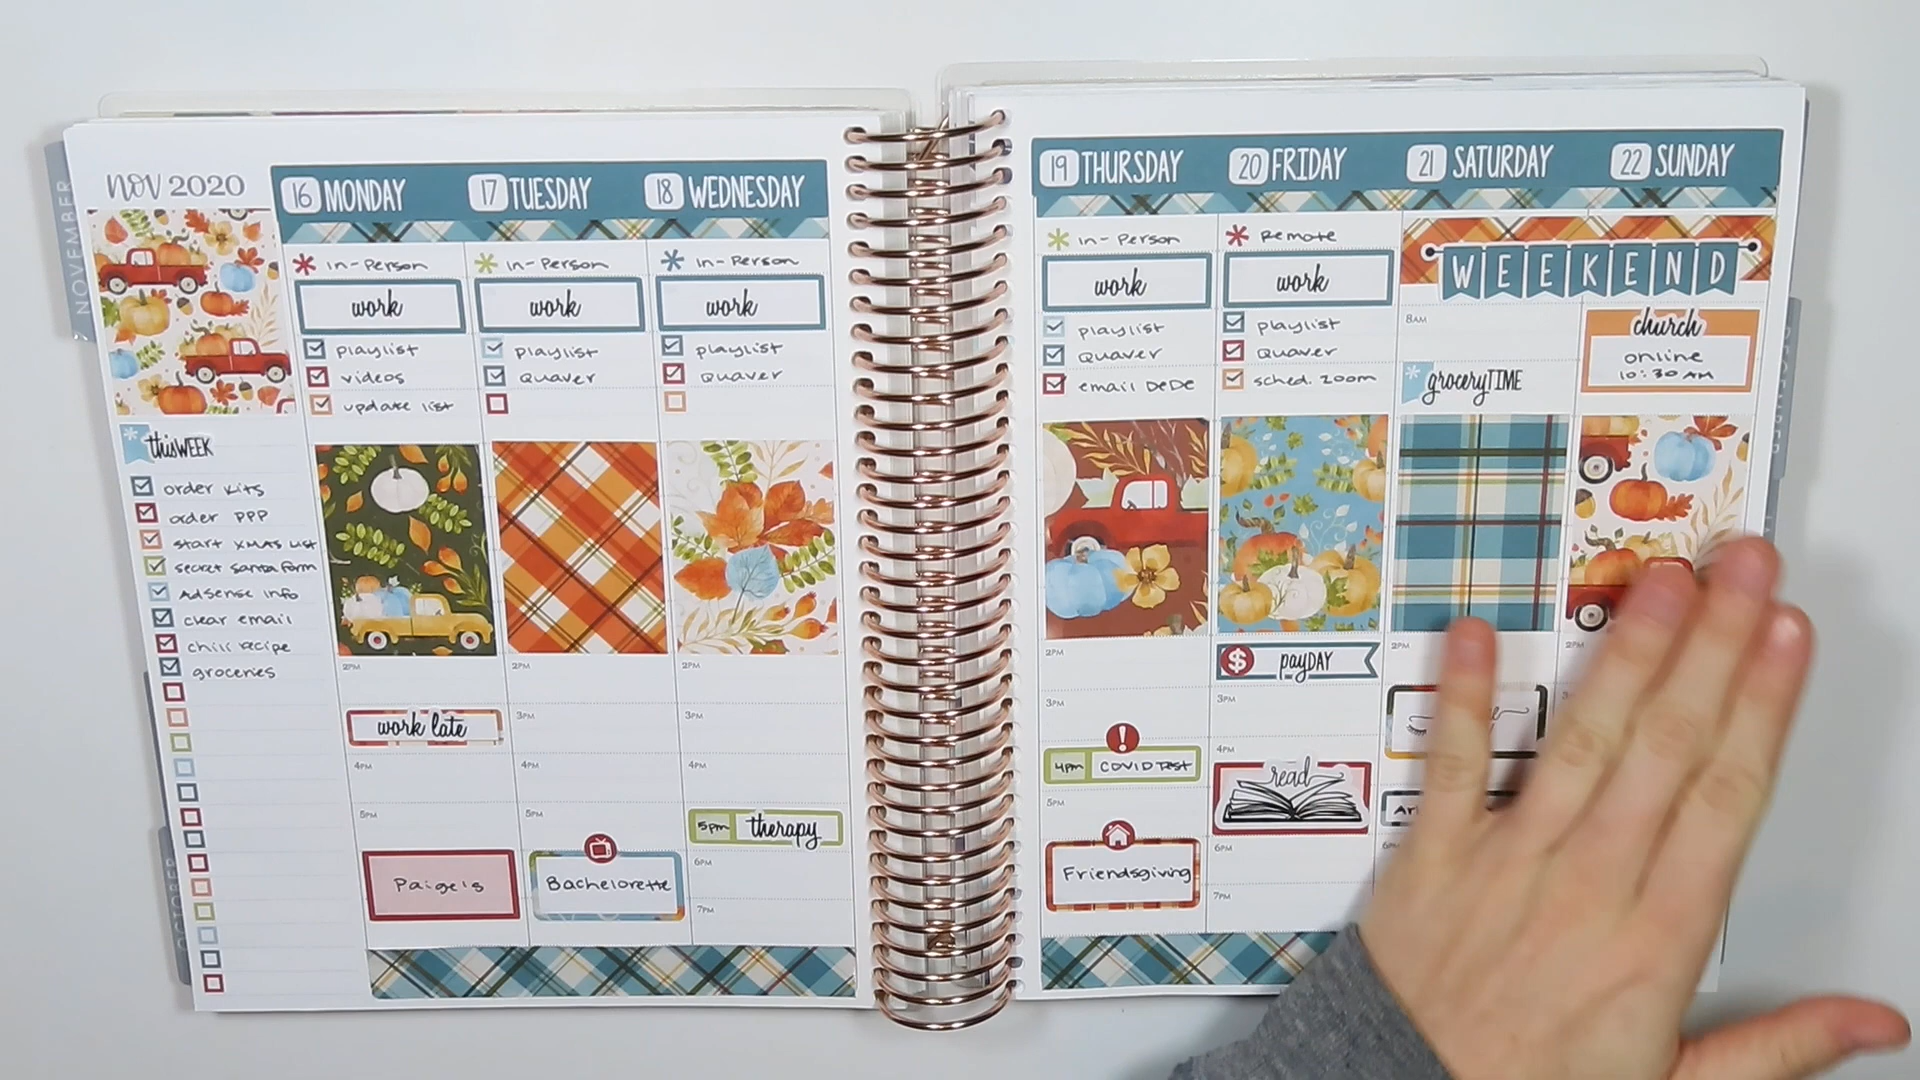 NOV 2020
16 MONDAY
17 TUESDAY
18 WEDNESDAY
19 THURSDAY
20 FRIDAY
21 SATURDAY
22 SUNDAY
NOVEMBER
OCTOBER
this WEEK
order kits
order PPP
start XMAS list
secret santa form
AdSense info
clear email
chili recipe
groceries
in-Person
work
playlist
videos
update list
2PM
work late
4PM
5PM
Paige's
in-Person
work
playlist
Quaver
2PM
3PM
4PM
5PM
Bachelorette
in-Person
work
playlist
Quaver
2PM
3PM
4PM
5pm therapy
6PM
7PM
in-Person
work
playlist
Quaver
email DeDe
2PM
3PM
4pm COVID Test
5PM
Friendsgiving
Remote
work
playlist
Quaver
sched. zoom
payDAY
3PM
4PM
read
6PM
7PM
WEEKEND
8AM
grocery TIME
2PM
church
online
10:30 AM